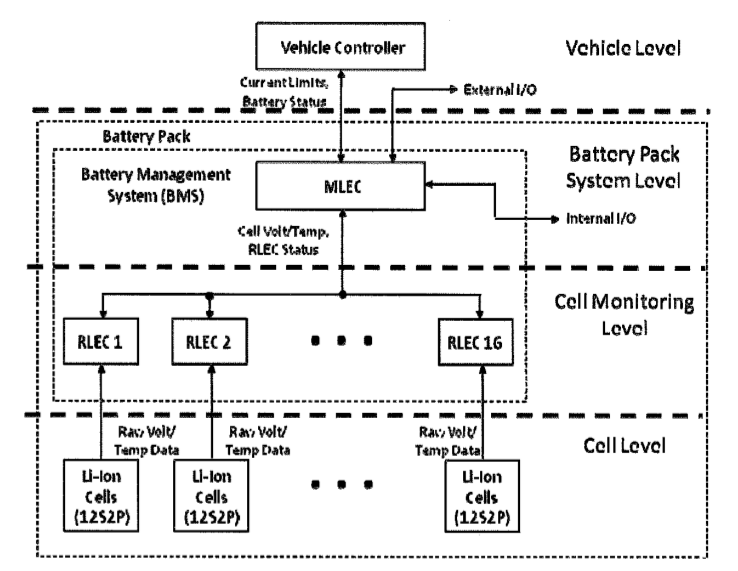 Vehicle Controller
Vehicle Level
Current Limits,
Battery Status
External I/O
Battery Pack
Battery Pack
System Level
Battery Management
System (BMS)
MLEC
Internal I/O
Cell Volt/Temp,
RLEC Status
Cell Monitoring
Level
RLEC 1
RLEC 2
RLEC 16
Raw Volt/
Temp Data
Raw Volt/
Temp Data
Raw Volt/
Temp Data
Cell Level
Li-Ion
Cells
(12S2P)
Li-Ion
Cells
(12S2P)
Li-Ion
Cells
(12S2P)